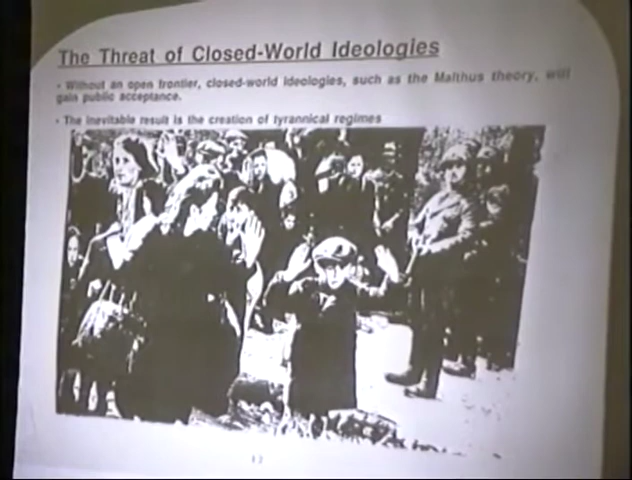 The Threat of Closed-World Ideologies
• Without an open frontier, closed-world ideologies, such as the Malthus theory, will
gain public acceptance.
• The inevitable result is the creation of tyrannical regimes